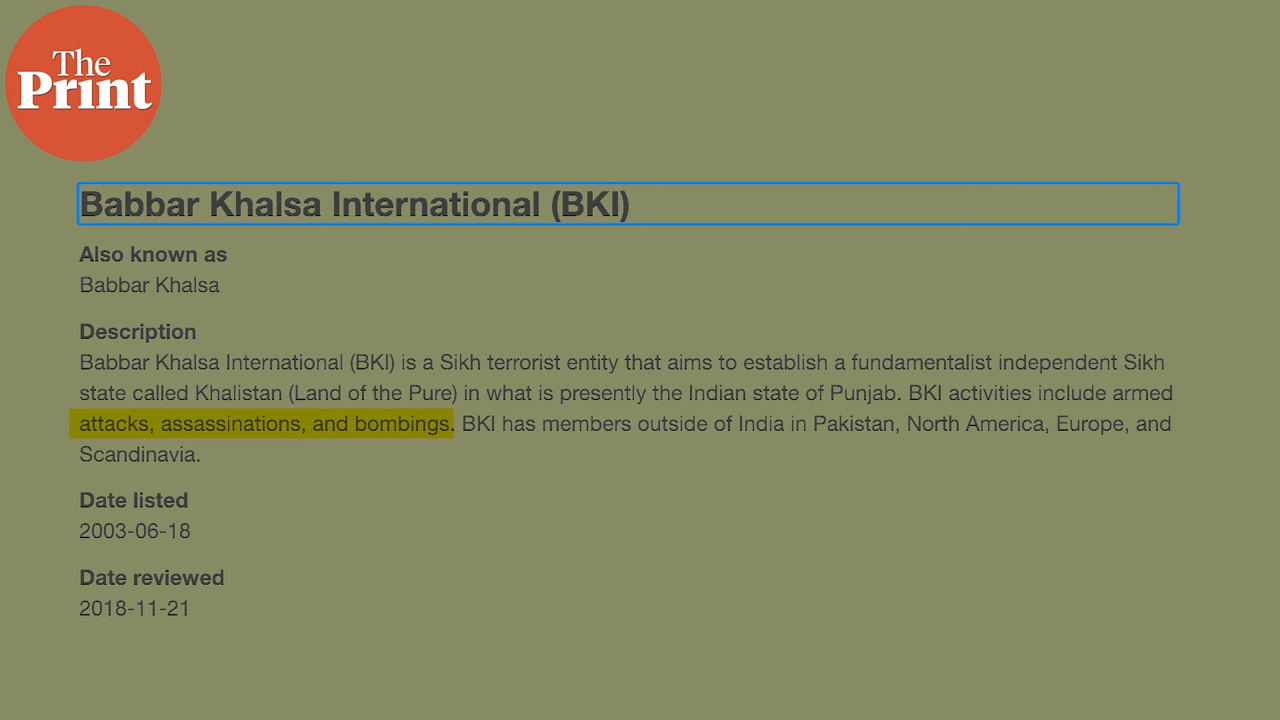 The
Print
Babbar Khalsa International (BKI)
Also known as
Babbar Khalsa
Description
Babbar Khalsa International (BKI) is a Sikh terrorist entity that aims to establish a fundamentalist independent Sikh
state called Khalistan (Land of the Pure) in what is presently the Indian state of Punjab. BKI activities include armed
attacks, assassinations, and bombings. BKI has members outside of India in Pakistan, North America, Europe, and
Scandinavia.
Date listed
2003-06-18
Date reviewed
2018-11-21